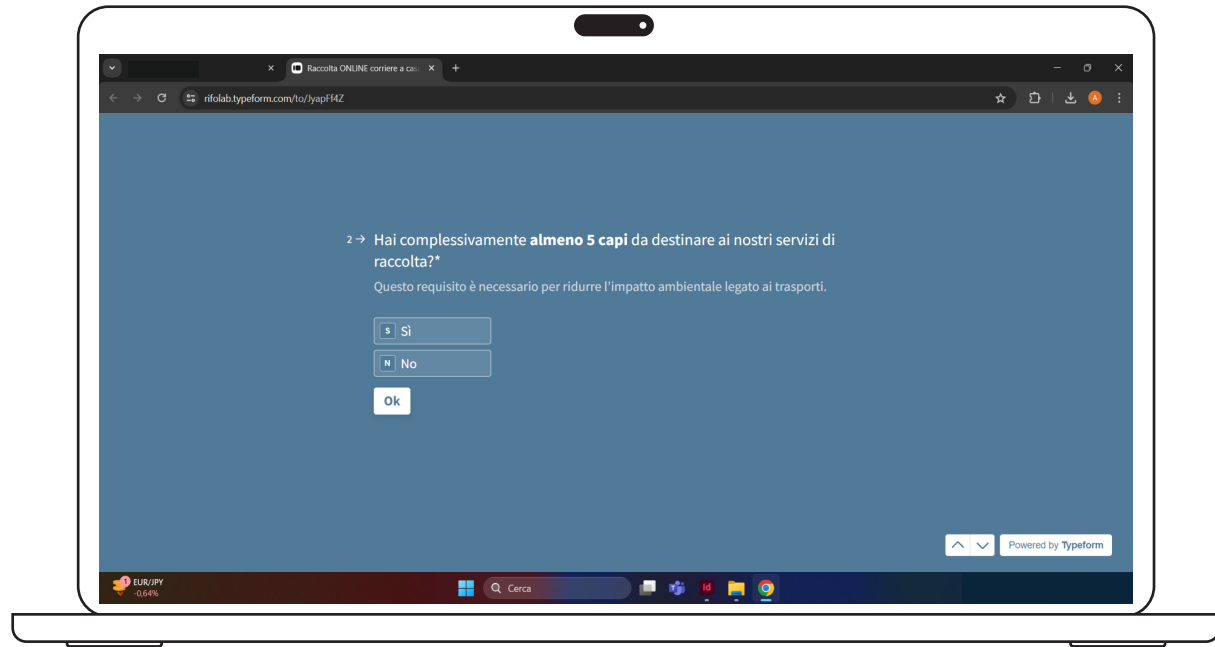 Raccolta ONLINE corriere a cas
rifolab.typeform.com/to/JyapFf4Z
A
2 → Hai complessivamente almeno 5 capi da destinare ai nostri servizi di
raccolta?*
Questo requisito è necessario per ridurre l'impatto ambientale legato ai trasporti.
S Sì
N No
Ok
Powered by Typeform
1 EUR/JPY
-0,64%
Cerca
Id